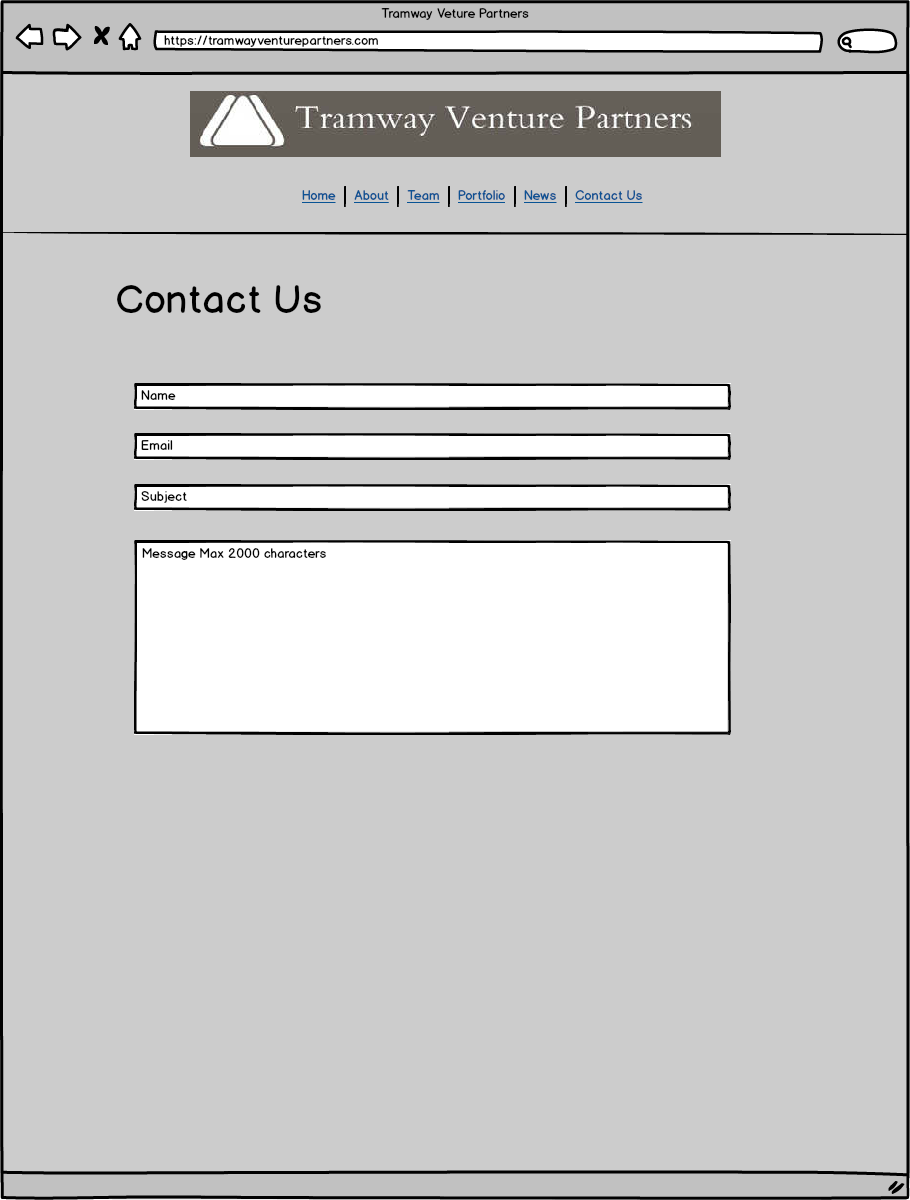 Tramway Veture Partners
https://tramwayventurepartners.com
Tramway Venture Partners
Home About Team Portfolio News Contact Us
Contact Us
Name
Email
Subject
Message Max 2000 characters